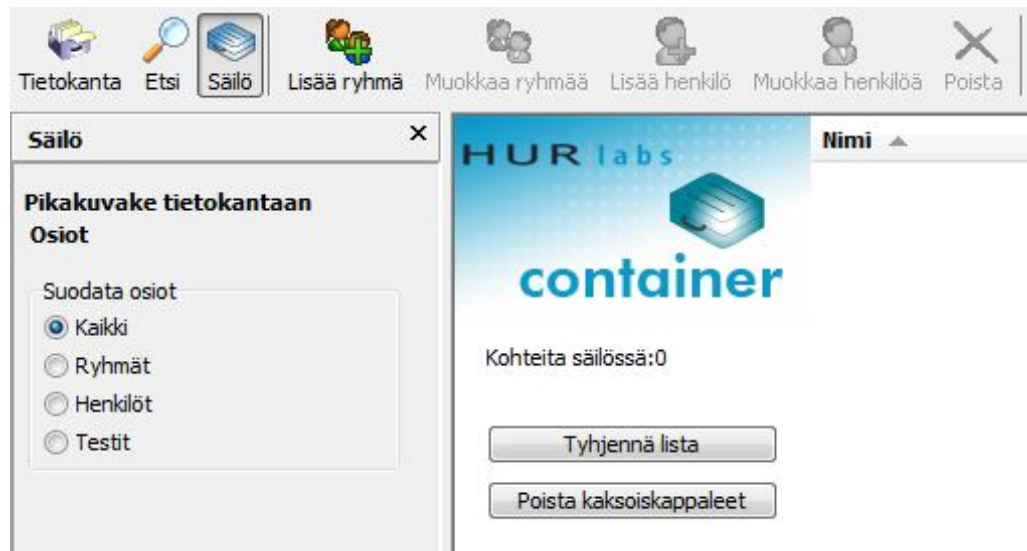 Tietokanta Etsi Säilö Lisää ryhmä Muokkaa ryhmää Lisää henkilö Muokkaa henkilöä Poista
Säilö
Pikakuvake tietokantaan
Osiot
Suodata osiot
Kaikki
Ryhmät
Henkilöt
Testit
HUR labs
container
Kohteita säilössä:0
Tyhjennä lista
Poista kaksoiskappaleet
Nimi